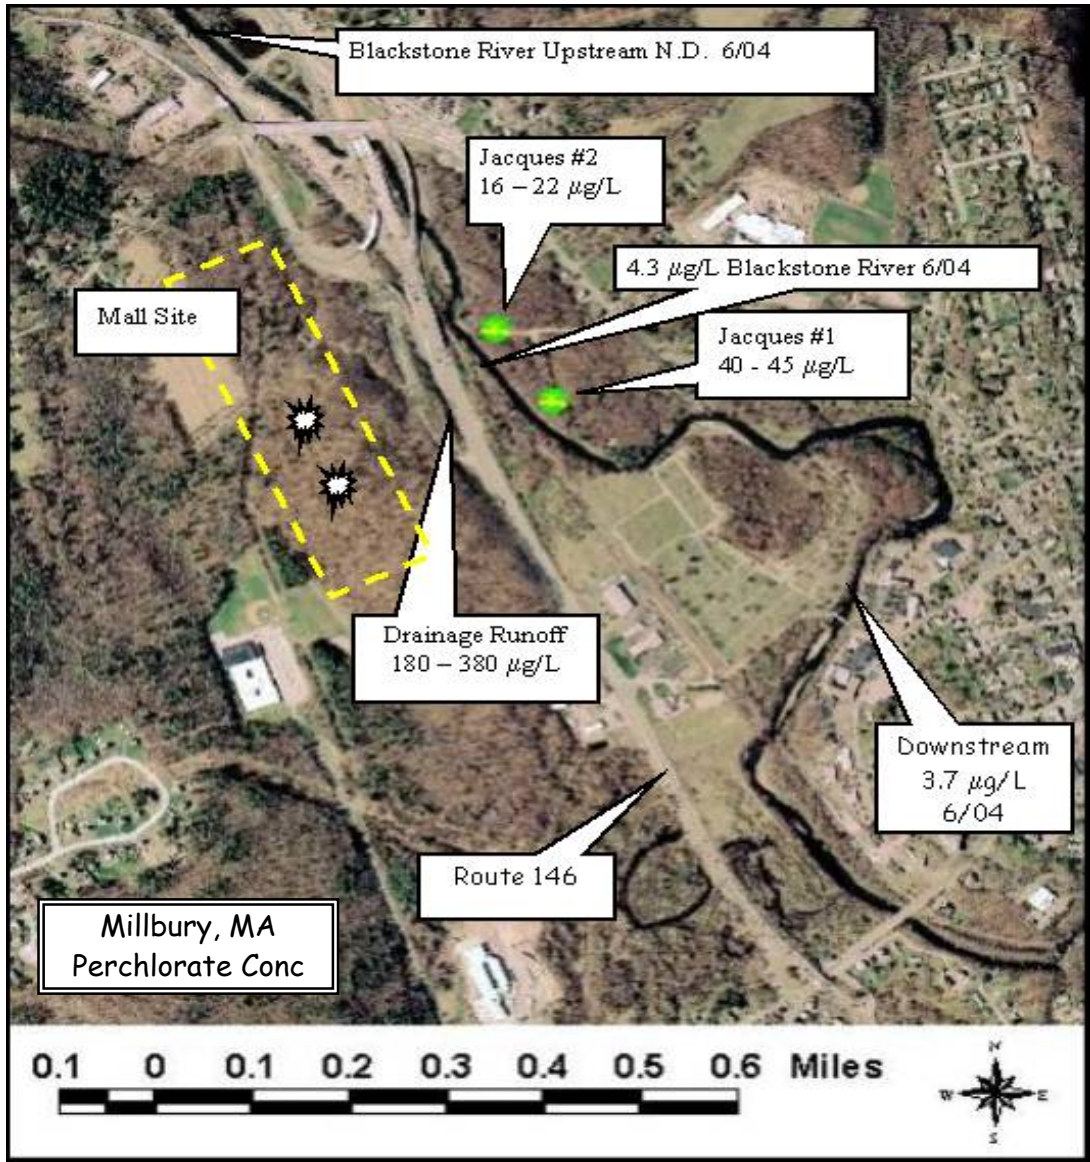 Blackstone River Upstream N.D. 6/04
Jacques #2
16 – 22 µg/L
4.3 µg/L Blackstone River 6/04
Mall Site
Jacques #1
40 - 45 µg/L
Drainage Runoff
180 – 380 µg/L
Downstream
3.7 µg/L
6/04
Route 146
Millbury, MA
Perchlorate Conc
0.1 0 0.1 0.2 0.3 0.4 0.5 0.6 Miles
N
W E
S